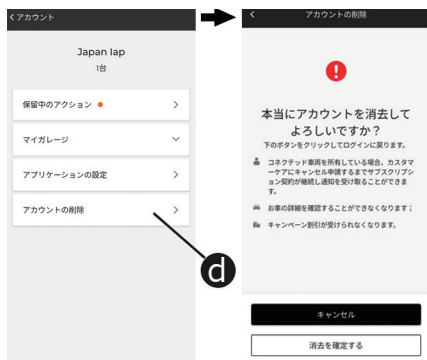 アカウント
Japan Iap
1台
保留中のアクション
マイガレージ
アプリケーションの設定
アカウントの削除
d
アカウントの削除
本当にアカウントを消去して
よろしいですか？
下のボタンをクリックしてログインに戻ります。
コネクテッド車両を所有している場合、カスタマ
ーケアにキャンセル申請するまでサブスクリプシ
ョン契約が継続し通知を受け取ることができま
す。
お車の詳細を確認することができなくなります；
キャンペーン割引が受けられなくなります。
キャンセル
消去を確定する